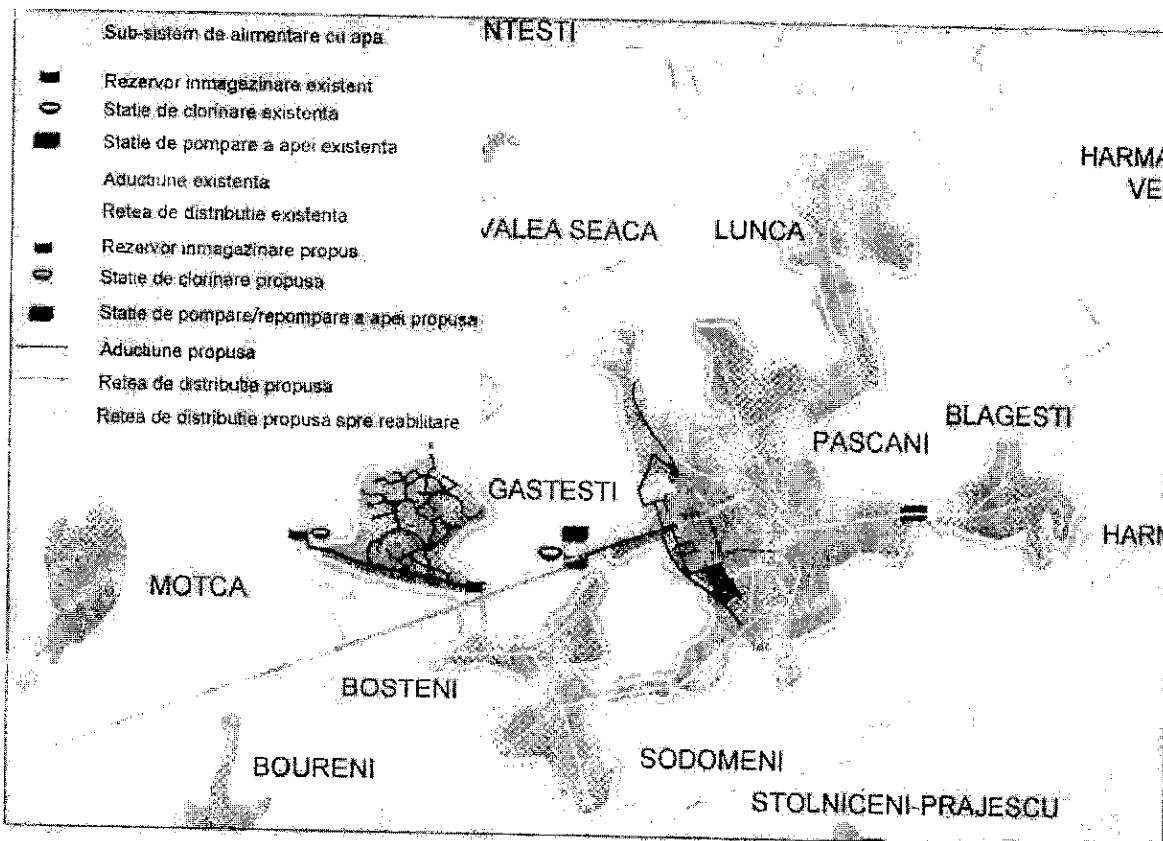 Sub-sistem de alimentare cu apa
NTESTI
Rezervor inmagazinare existent
Statie de clorinare existenta
Statie de pompare a apei existenta
Aductiune existenta
Retea de distributie existenta
Rezervor inmagazinare propus
Statie de clorinare propusa
Statie de pompare/repompare a apei propusa
Aductiune propusa
Retea de distributie propusa
Retea de distributie propusa spre reabilitare
HARMA
VE
VALEA SEACA
LUNCA
BLAGESTI
PASCANI
GASTESTI
HARM
MOTCA
BOSTENI
BOURENI
SODOMENI
STOLNICENI-PRAJESCU